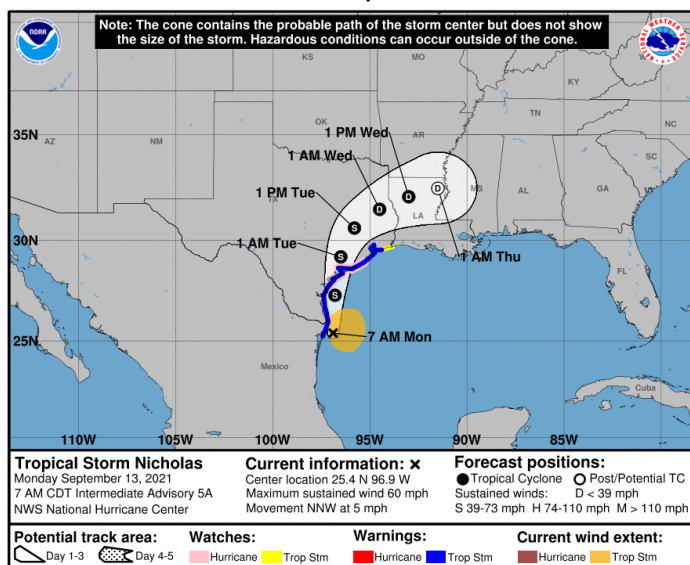 Note: The cone contains the probable path of the storm center but does not show
the size of the storm. Hazardous conditions can occur outside of the cone.
NOAA
NATIONAL WEATHER SERVICE
KS
MO
KY
OK
TN
NC
35N
AZ
NM
AR
1 PM Wed
SC
1 AM Wed
D
D
D
MS
AL
GA
1 PM Tue
TX
LA
S
30N
1 AM Tue
S
1 AM Thu
FL
S
25N
7 AM Mon
Mexico
Cuba
110W
105W
100W
95W
90W
85W
Tropical Storm Nicholas
Monday September 13, 2021
7 AM CDT Intermediate Advisory 5A
NWS National Hurricane Center
Current information: ✖
Center location 25.4 N 96.9 W
Maximum sustained wind 60 mph
Movement NNW at 5 mph
Forecast positions:
● Tropical Cyclone ○ Post/Potential TC
Sustained winds: D < 39 mph
S 39-73 mph H 74-110 mph M > 110 mph
Potential track area:
Day 1-3 Day 4-5
Watches:
Hurricane Trop Stm
Warnings:
Hurricane Trop Stm
Current wind extent:
Hurricane Trop Stm